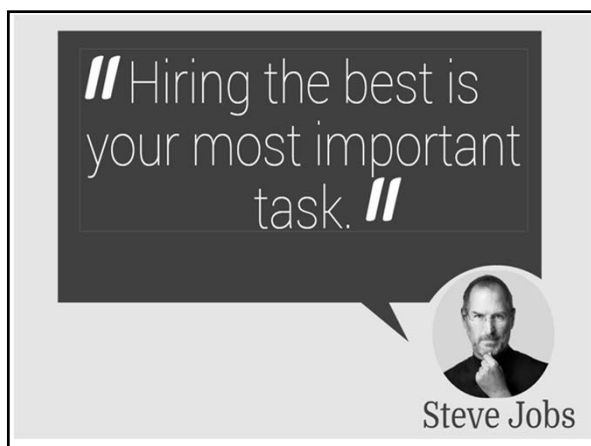 " Hiring the best is
your most important
task. "
Steve Jobs